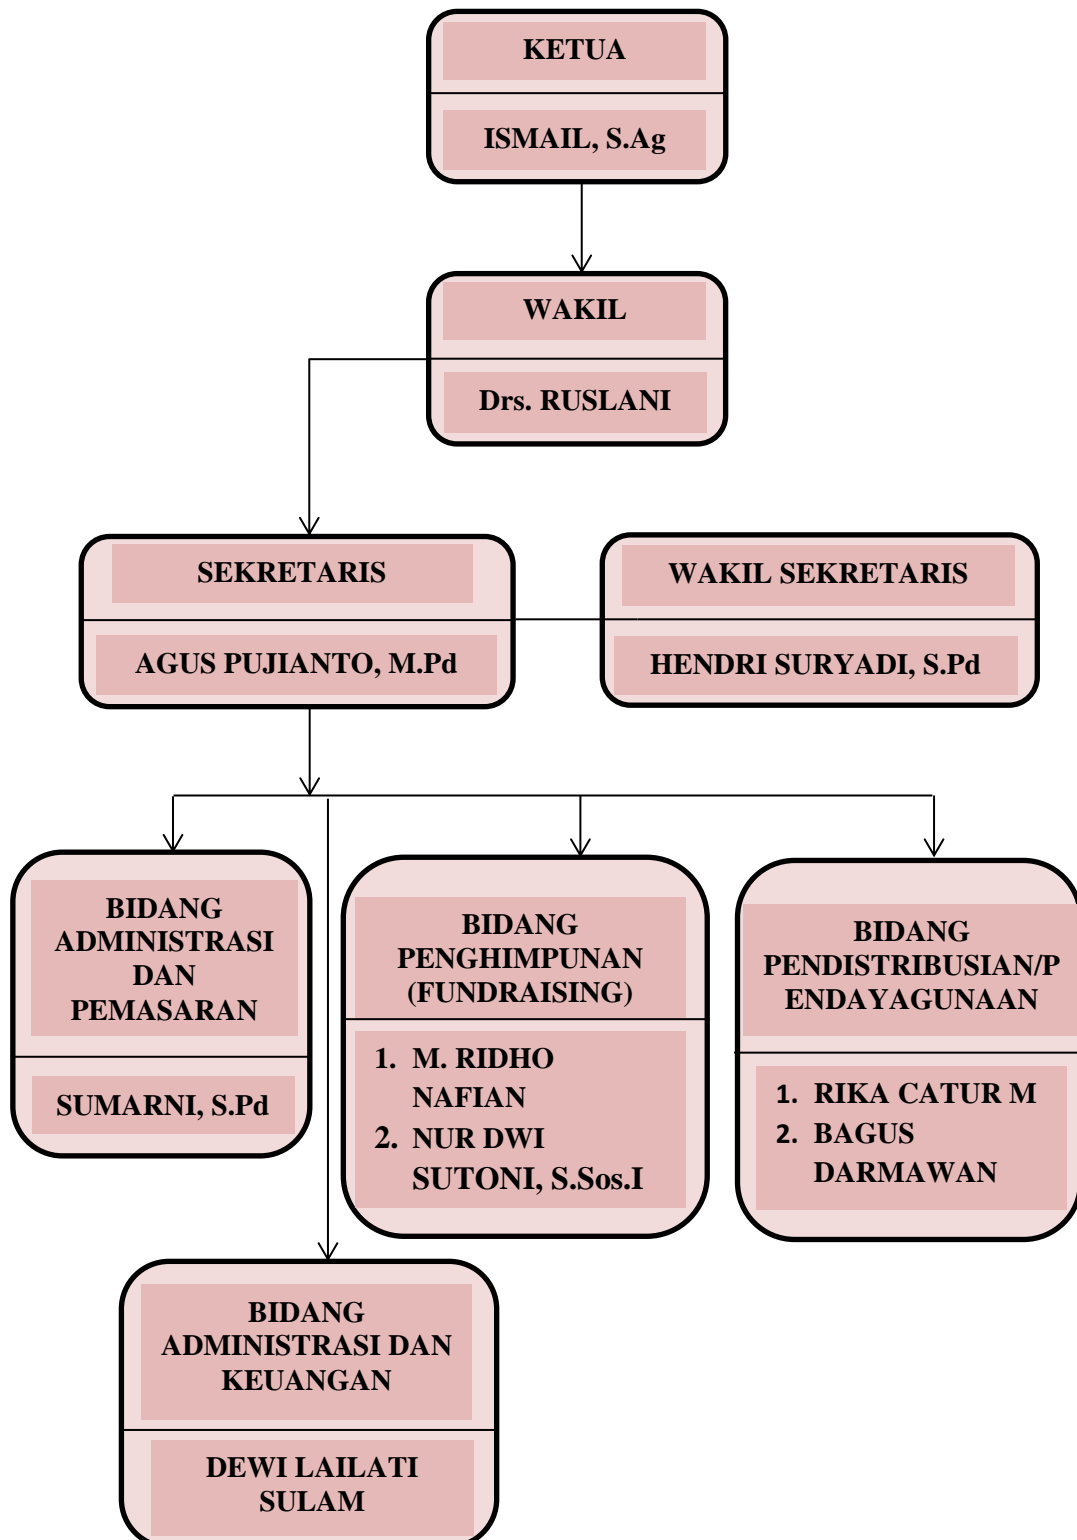 KETUA
ISMAIL, S.Ag
WAKIL
Drs. RUSLANI
SEKRETARIS
AGUS PUJIANTO, M.Pd
WAKIL SEKRETARIS
HENDRI SURYADI, S.Pd
BIDANG
ADMINISTRASI
DAN
PEMASARAN
SUMARNI, S.Pd
BIDANG
PENGHIMPUNAN
(FUNDRAISING)
1. M. RIDHO
NAFIAN
2. NUR DWI
SUTONI, S.Sos.I
BIDANG
PENDISTRIBUSIAN/P
ENDAYAGUNAAN
1. RIKA CATUR M
2. BAGUS
DARMAWAN
BIDANG
ADMINISTRASI DAN
KEUANGAN
DEWI LAILATI
SULAM